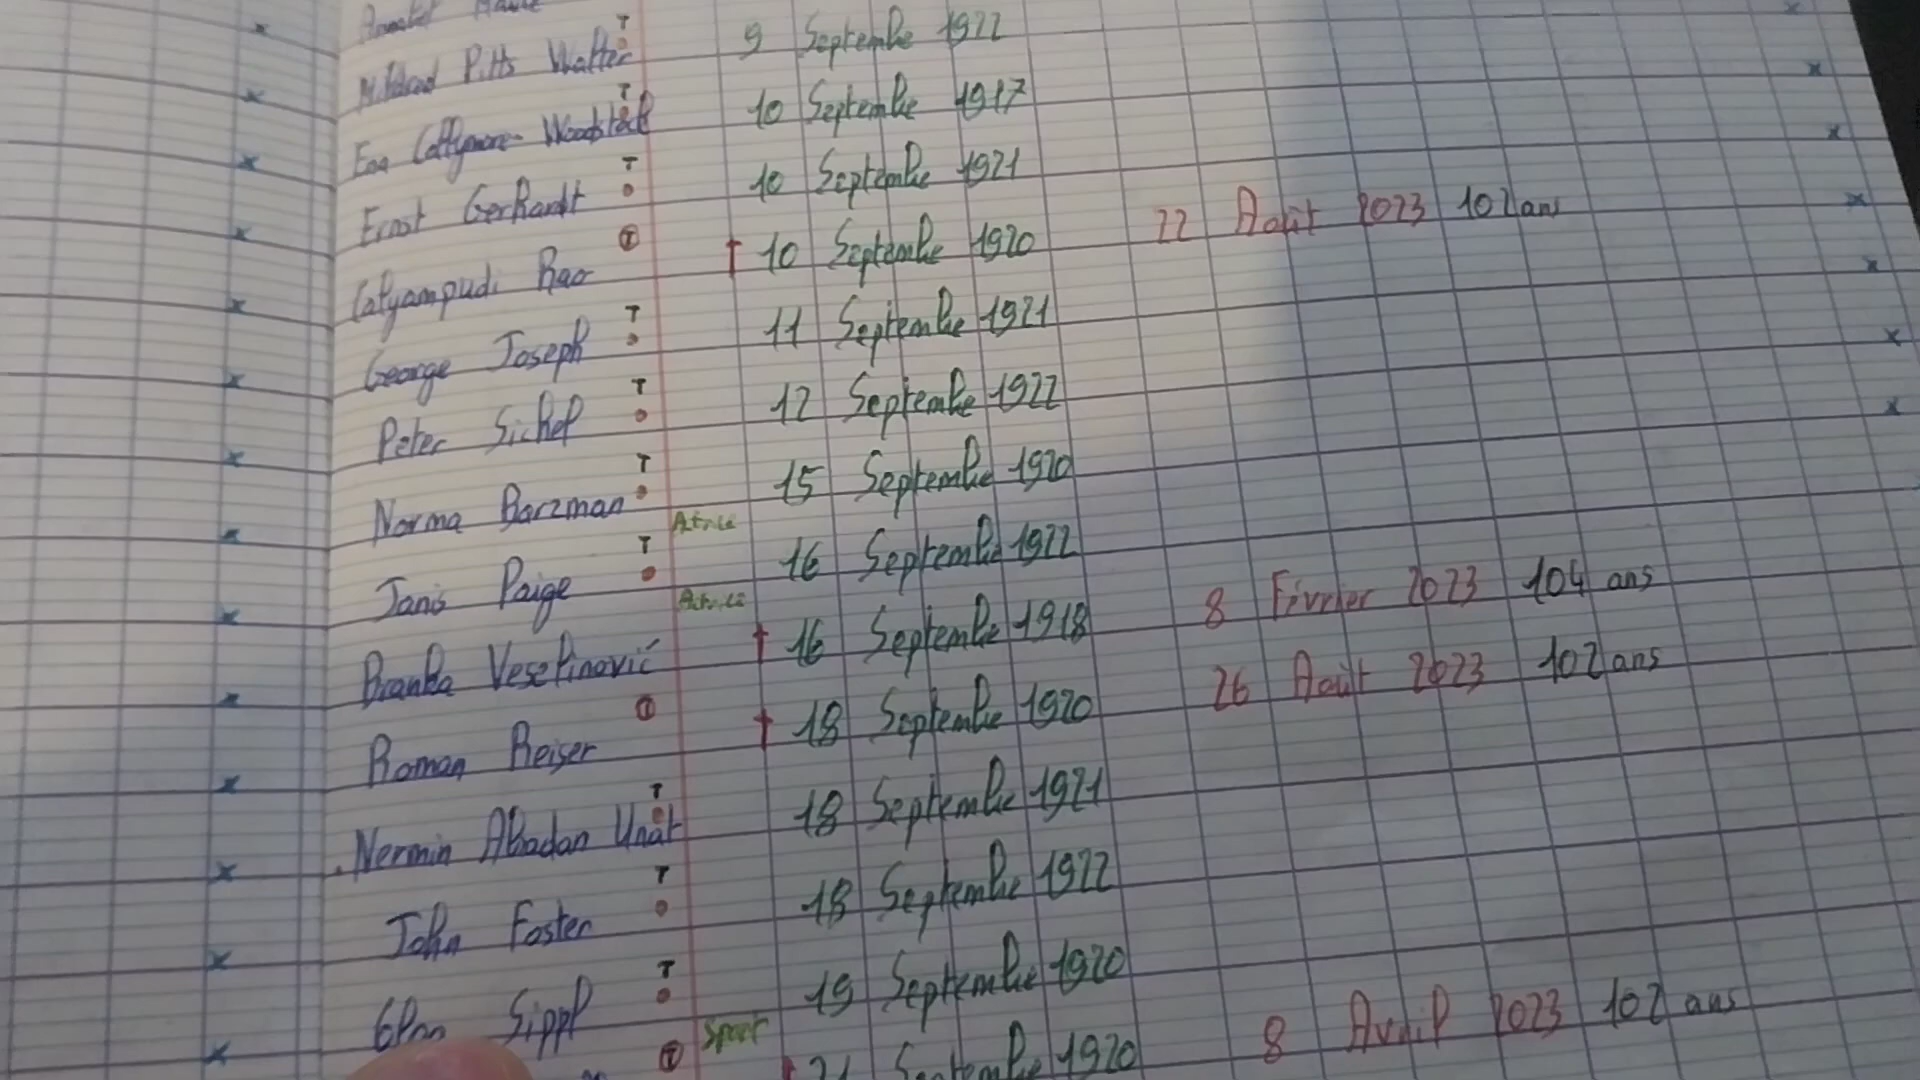 T
Mildred Pitts Walter 9 Septembre 1922
T
Ena Collymore-Woodstock 10 Septembre 1917
T
Ernst Gerhardt 10 Septembre 1921
T
Calyampudi Rao † 10 Septembre 1920 22 Août 2023 102 ans
T
George Joseph 11 Septembre 1921
T
Peter Sichel 12 Septembre 1922
T
Norma Barzman 15 Septembre 1920
T Actrice
Janis Paige 16 Septembre 1922
Actrice
Branka Veselinović † 16 Septembre 1918 8 Février 2023 104 ans
T
Roman Reiser † 18 Septembre 1920 26 Août 2023 102 ans
T
Nermin Abadan Unat 18 Septembre 1921
T
John Foster 18 Septembre 1922
T
Glen Sippl 19 Septembre 1920
T Sport
† 21 Septembre 1920 8 Avril 2023 102 ans